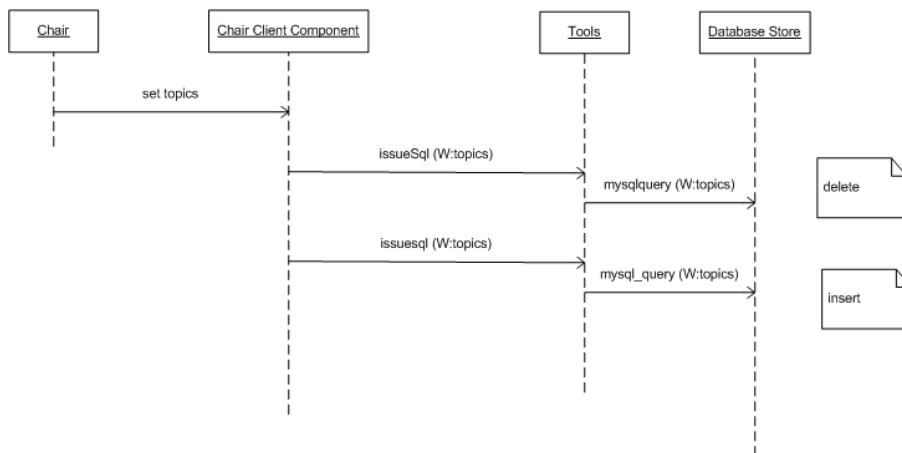 Chair
Chair Client Component
Tools
Database Store
set topics
issueSql (W:topics)
mysqlquery (W:topics)
delete
issuesql (W:topics)
mysql_query (W:topics)
insert